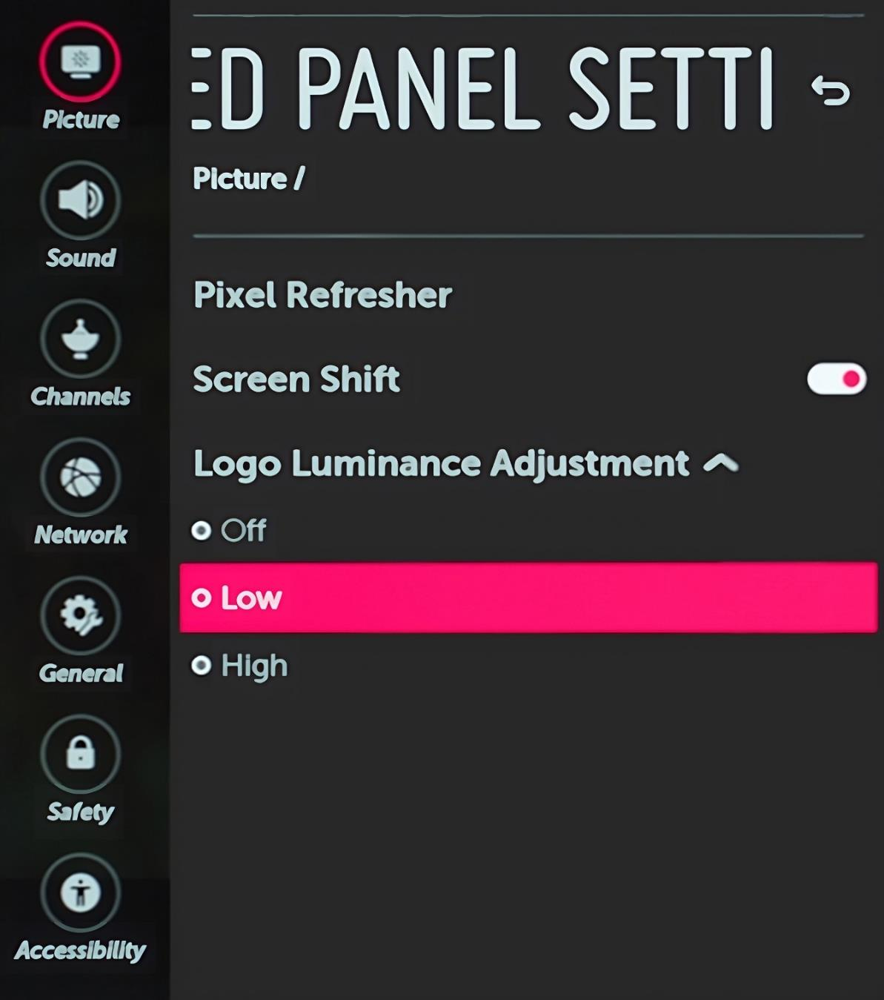 ED PANEL SETTI
Picture /
Pixel Refresher
Screen Shift
Logo Luminance Adjustment
Off
Low
High
Picture
Sound
Channels
Network
General
Safety
Accessibility